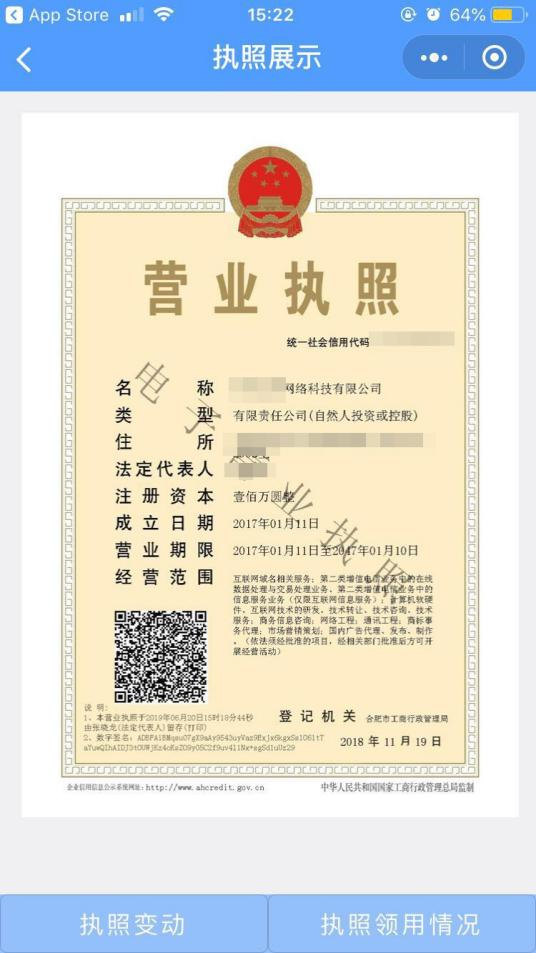 App Store
15:22
64%
执照展示
营业执照
统一社会信用代码
名 称 网络科技有限公司
类 型 有限责任公司(自然人投资或控股)
住 所
法定代表人
注册资本 壹佰万圆整
成立日期 2017年01月11日
营业期限 2017年01月11日至2047年01月10日
经营范围 互联网域名相关服务；第二类增值电信业务中的在线
数据处理与交易处理业务、第二类增值电信业务中的
信息服务业务（仅限互联网信息服务）；计算机软硬
件、互联网技术的研发、技术转让、技术咨询、技术
服务；商务信息咨询；网络工程；通讯工程；商标事
务代理；市场营销策划；国内广告代理、发布、制作
。（依法须经批准的项目，经相关部门批准后方可开
展经营活动）
电子营业执照
说 明:
1、本营业执照于2019年06月20日15时18分44秒
由张晓龙(法定代表人)留存(打印)
2、数字签名:
登记机关 合肥市工商行政管理局
2018 年 11 月 19 日
企业信用信息公示系统网址: http://www.ahcredit.gov.cn
中华人民共和国国家工商行政管理总局监制
执照变动
执照领用情况